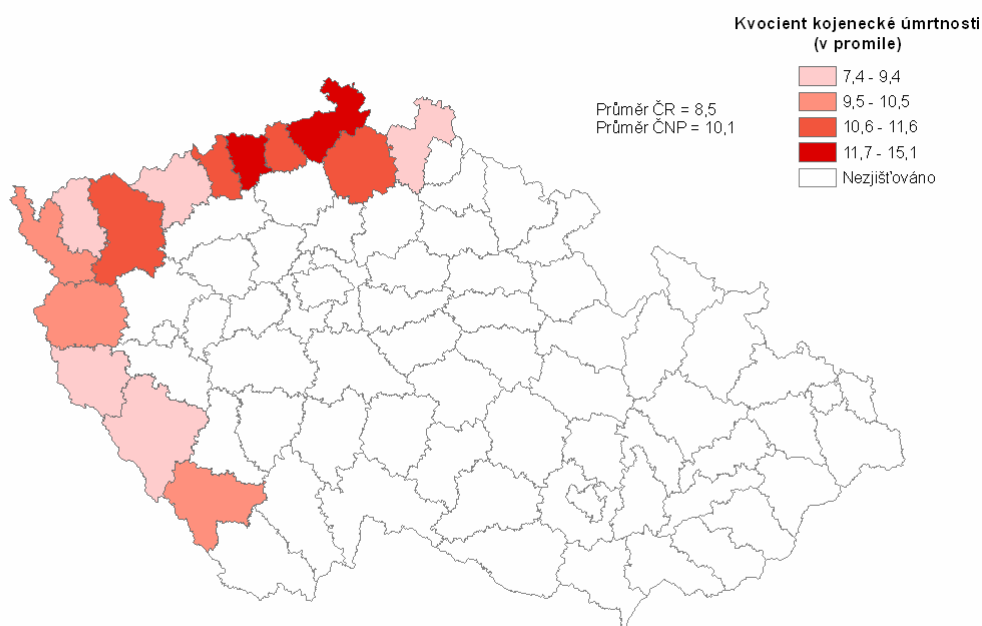 Kvocient kojenecké úmrtnosti
(v promile)
7,4 - 9,4
9,5 - 10,5
10,6 - 11,6
11,7 - 15,1
Nezjišťováno
Průměr ČR = 8,5
Průměr ČNP = 10,1